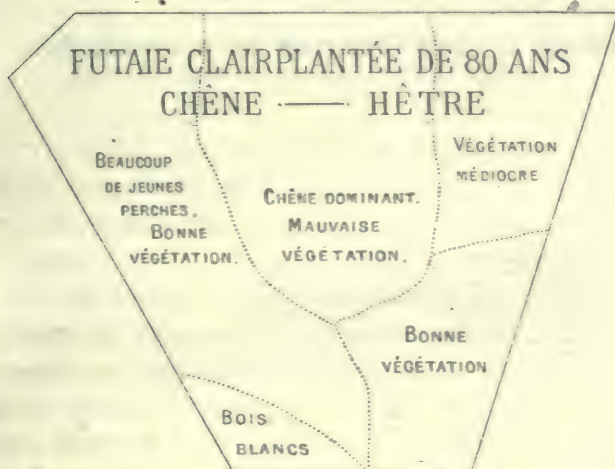 FUTAIE CLAIRPLANTÉE DE 80 ANS
CHÊNE — HÊTRE
BEAUCOUP
DE JEUNES
PERCHES.
BONNE
VÉGÉTATION.
CHÊNE DOMINANT.
MAUVAISE
VÉGÉTATION.
VÉGÉTATION
MÉDIOCRE
BONNE
VÉGÉTATION
BOIS
BLANCS